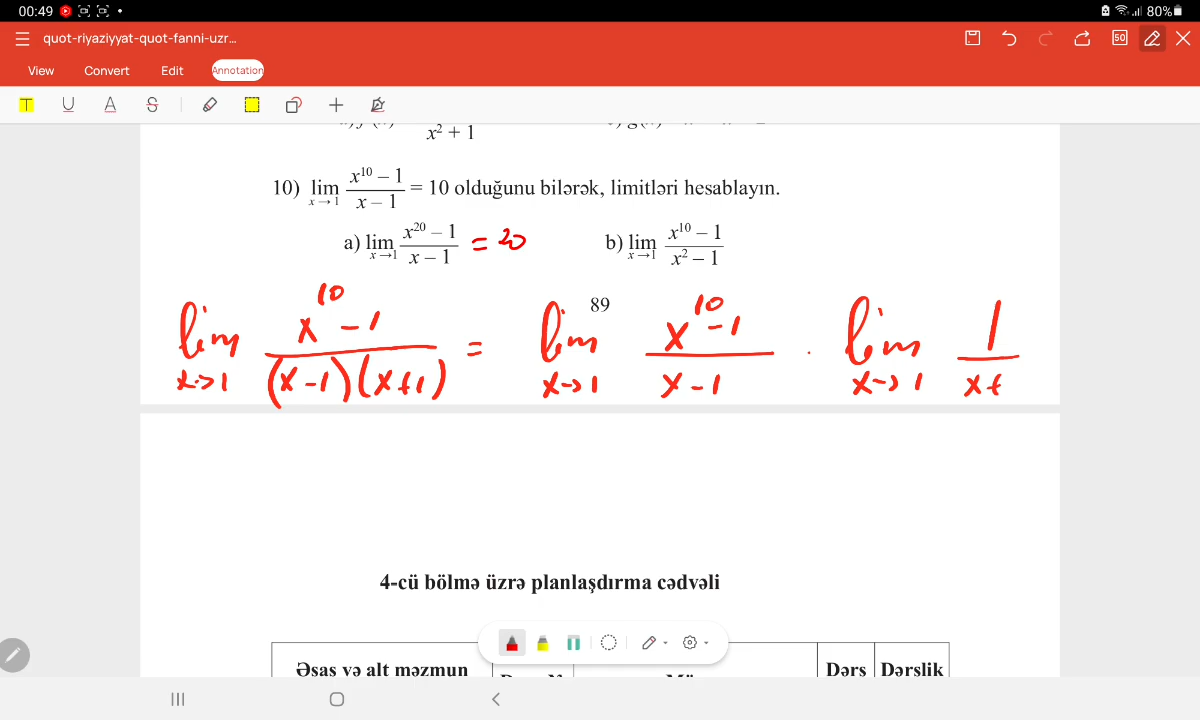 00:49 80%
quot-riyaziyyat-quot-fanni-uzr...
View Convert Edit Annotation
x² + 1
10) lim x→1 (x¹⁰ – 1)/(x – 1) = 10 olduğunu bilərək, limitləri hesablayın.
a) lim x→1 (x²⁰ – 1)/(x – 1) = 20 b) lim x→1 (x¹⁰ – 1)/(x² – 1)
89
lim x→1 (x¹⁰ - 1)/((x-1)(x+1)) = lim x→1 (x¹⁰ - 1)/(x-1) · lim x→1 1/(x+
4-cü bölmə üzrə planlaşdırma cədvəli
Əsas və alt məzmun Dərs Dərslik